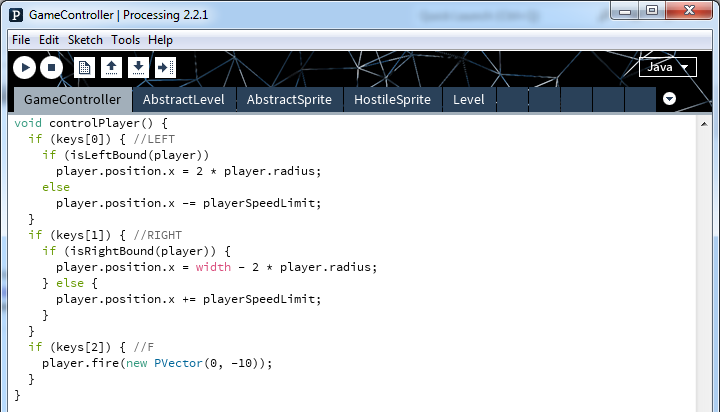 P GameController | Processing 2.2.1
File Edit Sketch Tools Help
Java
GameController AbstractLevel AbstractSprite HostileSprite Level
void controlPlayer() {
  if (keys[0]) { //LEFT
    if (isLeftBound(player))
      player.position.x = 2 * player.radius;
    else
      player.position.x -= playerSpeedLimit;
  }
  if (keys[1]) { //RIGHT
    if (isRightBound(player)) {
      player.position.x = width - 2 * player.radius;
    } else {
      player.position.x += playerSpeedLimit;
    }
  }
  if (keys[2]) { //F
    player.fire(new PVector(0, -10));
  }
}